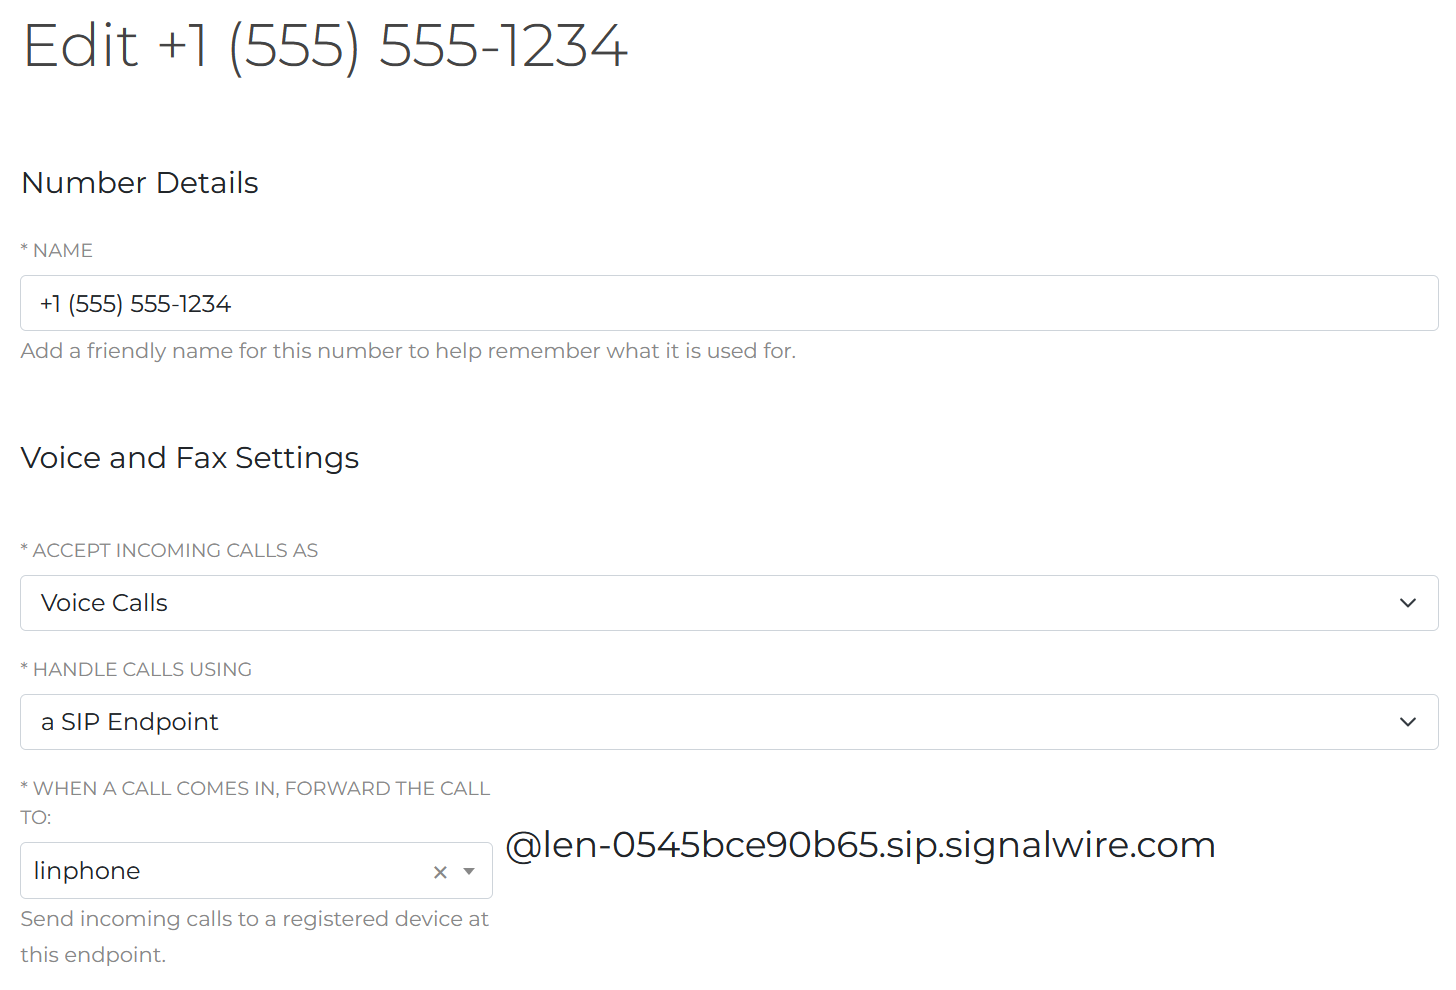 Edit +1 (555) 555-1234
Number Details
* NAME
+1 (555) 555-1234
Add a friendly name for this number to help remember what it is used for.
Voice and Fax Settings
* ACCEPT INCOMING CALLS AS
Voice Calls
* HANDLE CALLS USING
a SIP Endpoint
* WHEN A CALL COMES IN, FORWARD THE CALL
TO:
linphone
@len-0545bce90b65.sip.signalwire.com
Send incoming calls to a registered device at
this endpoint.